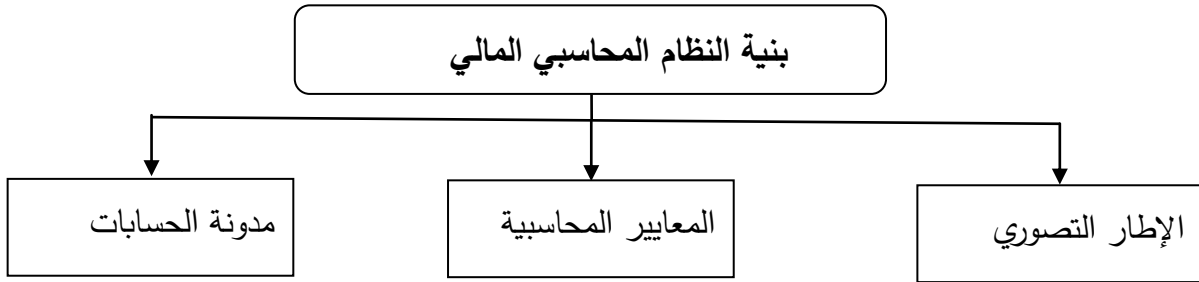 بنية النظام المحاسبي المالي
الإطار التصوري
المعايير المحاسبية
مدونة الحسابات